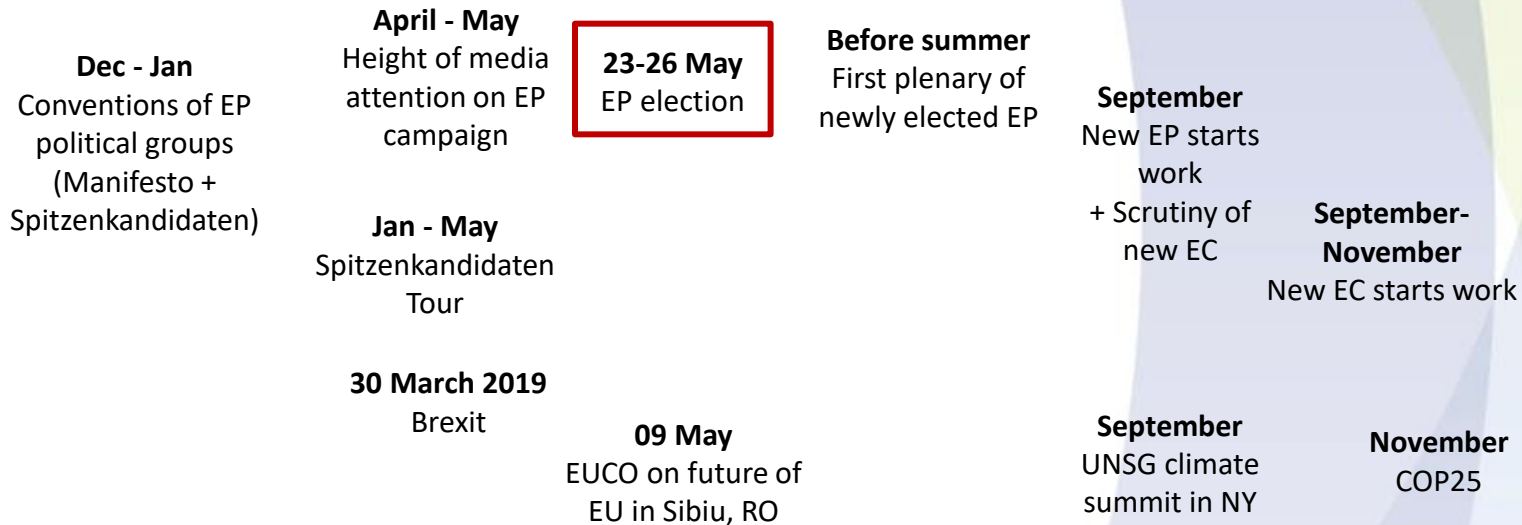 Dec - Jan
Conventions of EP
political groups
(Manifesto +
Spitzenkandidaten)
April - May
Height of media
attention on EP
campaign
Jan - May
Spitzenkandidaten
Tour
30 March 2019
Brexit
23-26 May
EP election
09 May
EUCO on future of
EU in Sibiu, RO
Before summer
First plenary of
newly elected EP
September
New EP starts
work
+ Scrutiny of
new EC
September
UNSG climate
summit in NY
September-
November
New EC starts work
November
COP25